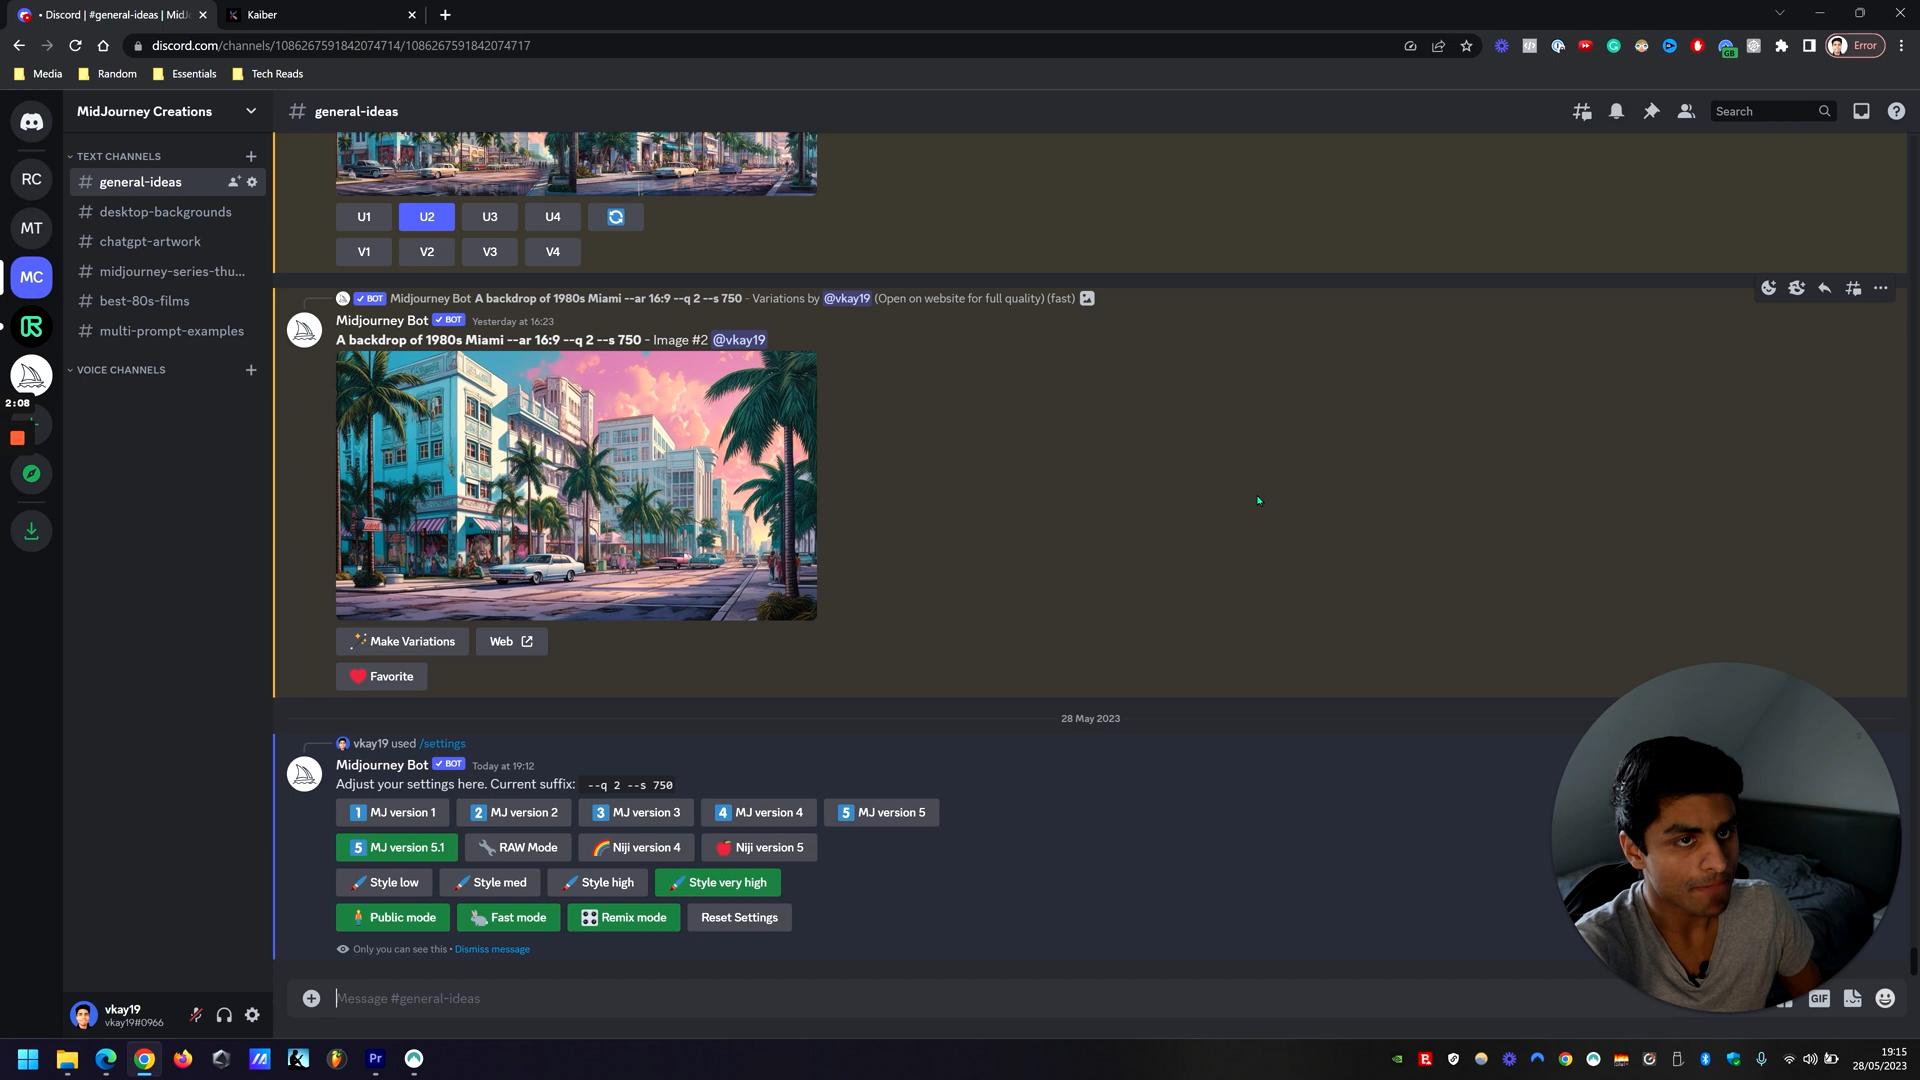 • Discord | #general-ideas | MidJ
Kaiber
discord.com/channels/1086267591842074714/1086267591842074717
GB
Error
Media
Random
Essentials
Tech Reads
MidJourney Creations
general-ideas
Search
TEXT CHANNELS
general-ideas
desktop-backgrounds
chatgpt-artwork
midjourney-series-thu...
best-80s-films
multi-prompt-examples
VOICE CHANNELS
RC
MT
MC
2:08
U1
U2
U3
U4
V1
V2
V3
V4
BOT Midjourney Bot A backdrop of 1980s Miami --ar 16:9 --q 2 --s 750 - Variations by @vkay19 (Open on website for full quality) (fast)
Midjourney Bot BOT Yesterday at 16:23
A backdrop of 1980s Miami --ar 16:9 --q 2 --s 750 - Image #2 @vkay19
Make Variations
Web
Favorite
28 May 2023
vkay19 used /settings
Midjourney Bot BOT Today at 19:12
Adjust your settings here. Current suffix: --q 2 --s 750
1 MJ version 1
2 MJ version 2
3 MJ version 3
4 MJ version 4
5 MJ version 5
5 MJ version 5.1
RAW Mode
Niji version 4
Niji version 5
Style low
Style med
Style high
Style very high
Public mode
Fast mode
Remix mode
Reset Settings
Only you can see this • Dismiss message
Message #general-ideas
GIF
vkay19
vkay19#0966
Pr
19:15
28/05/2023